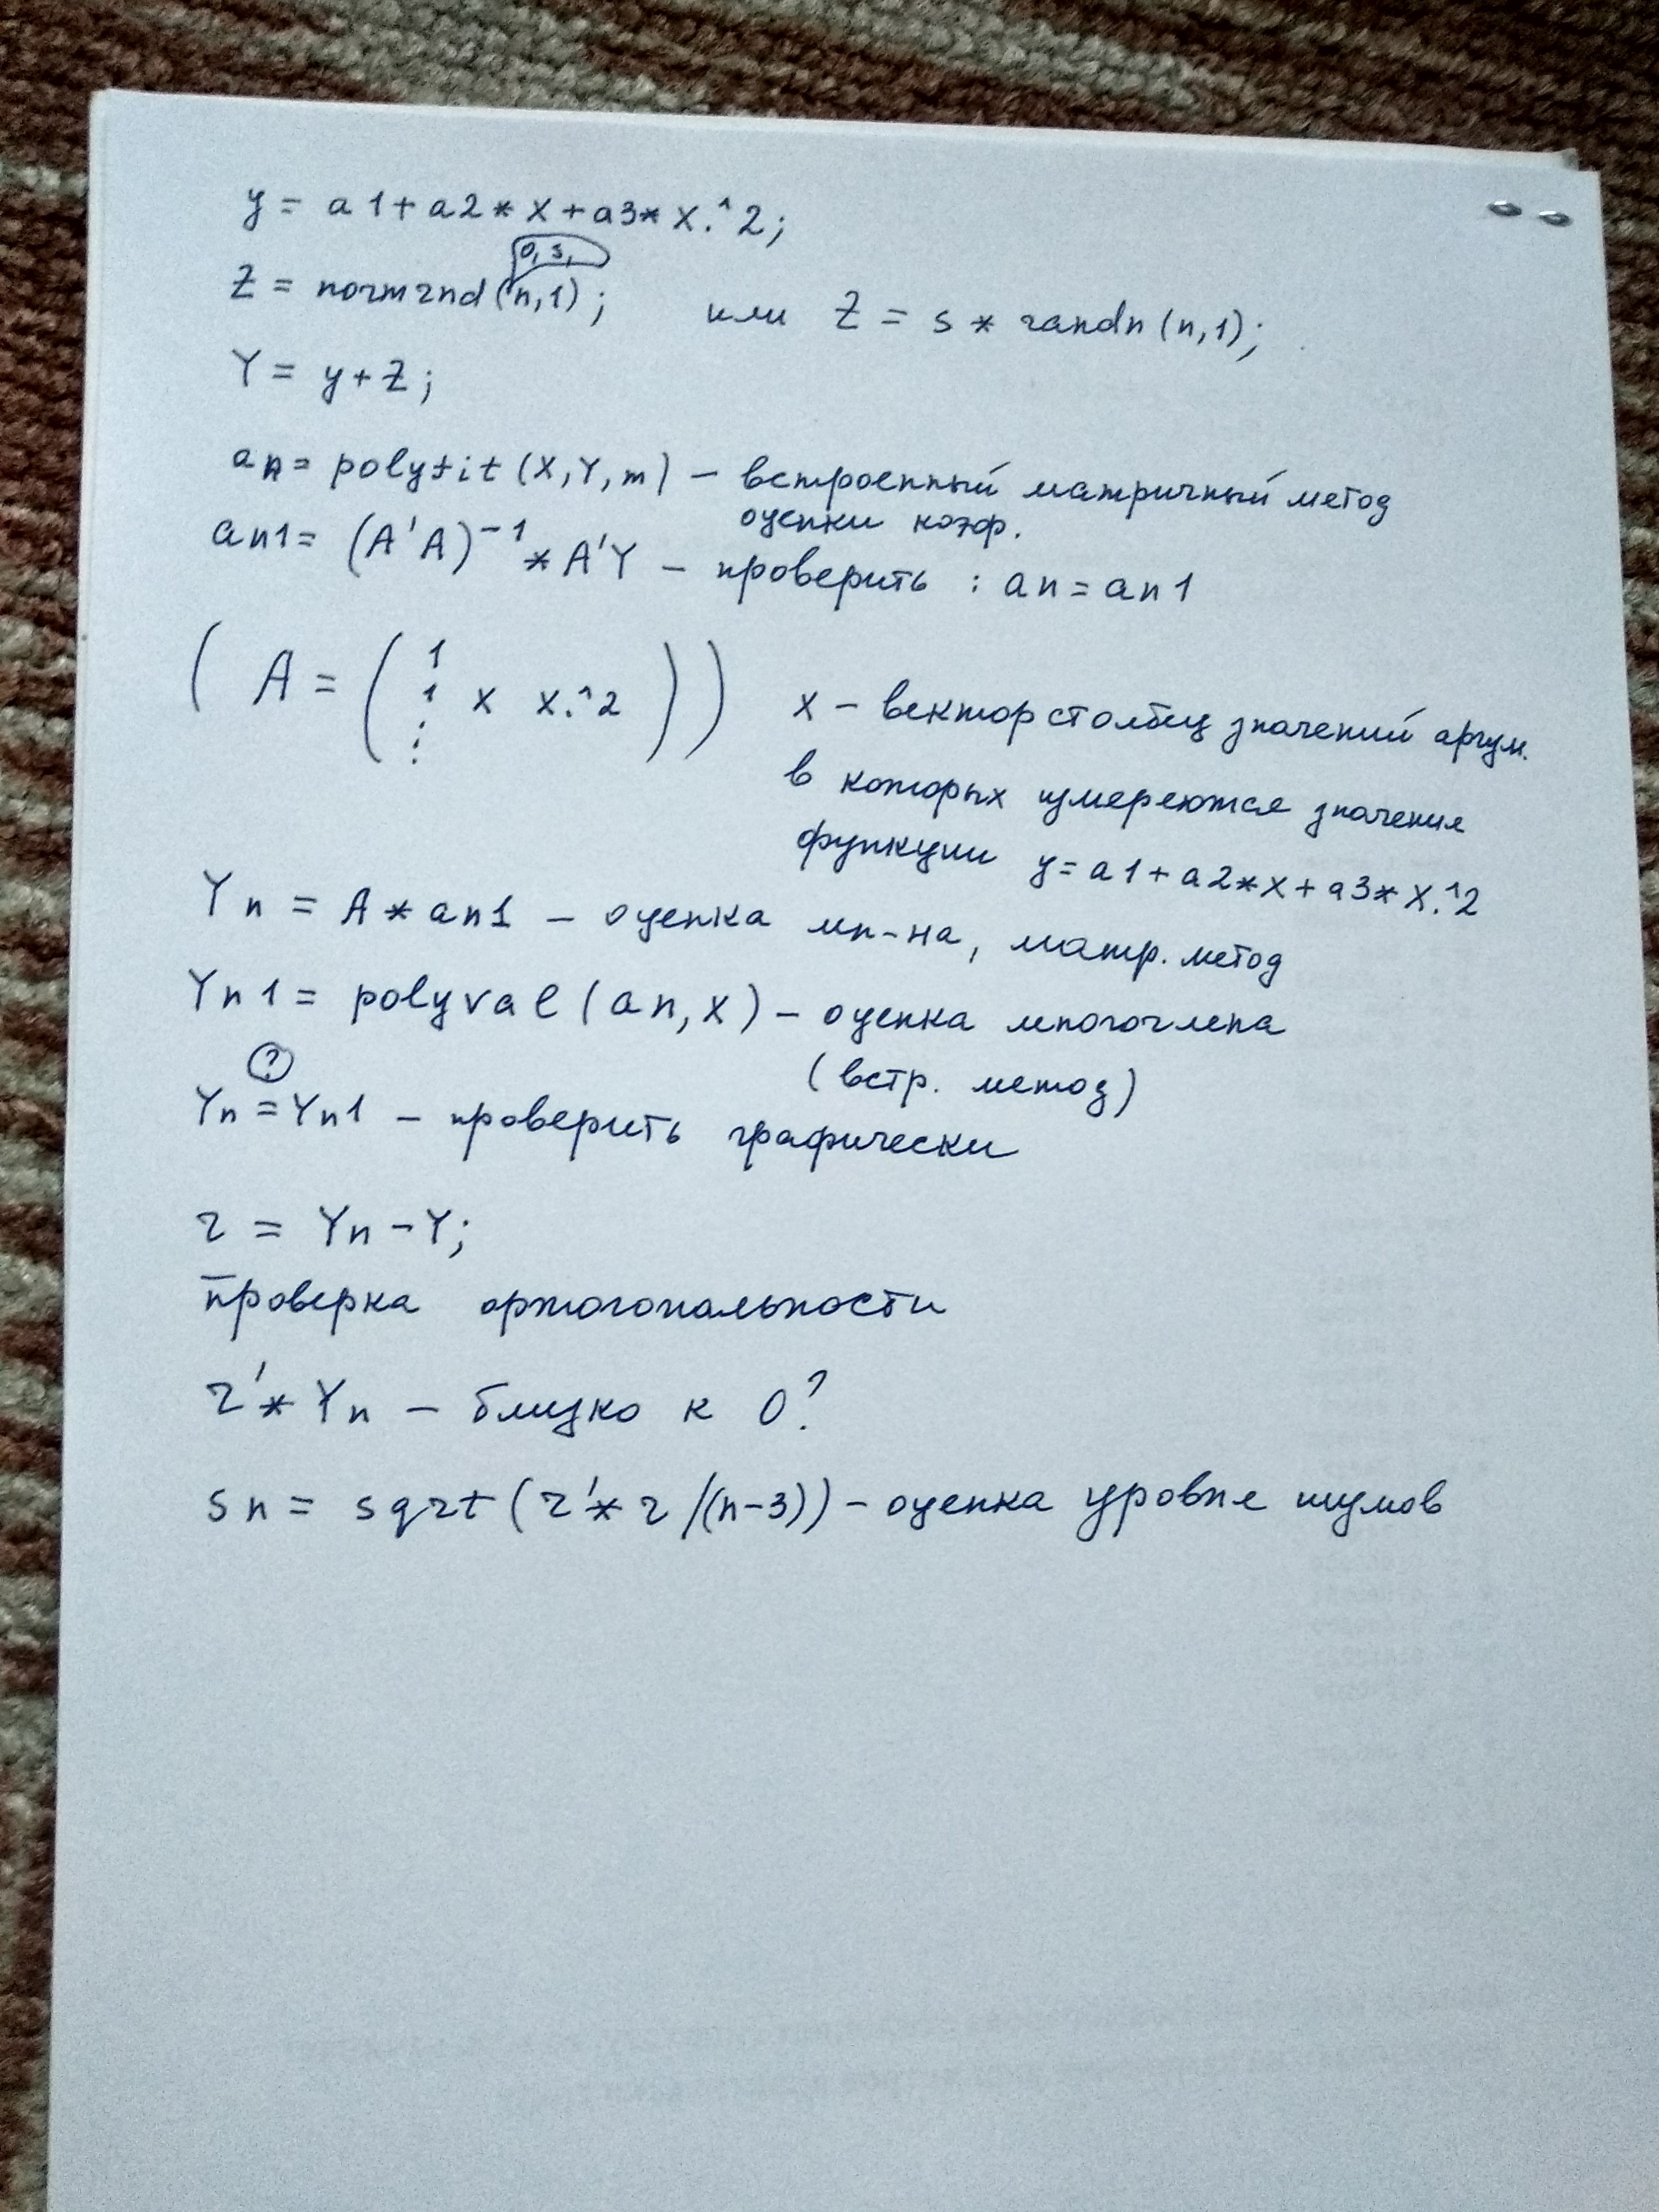 y = a1+a2*x+a3*x.^2;
0, s,
Z = normrnd(n,1); или Z = s*randn(n,1);
Y = y+Z;
an = polyfit(X,Y,m) – встроенный матричный метод
оценки коэф.
an1 = (A'A)^-1 * A'Y – проверить : an = an1
( A = ( 1 1 ⋮ x x.^2 ) ) x – вектор столбец значений аргум.
в которых измеряются значения
функции y = a1+a2*x+a3*x.^2
Yn = A*an1 – оценка мн-на, матр. метод
Yn1 = polyval(an,x) – оценка многочлена
(встр. метод)
?
Yn = Yn1 – проверить графически
r = Yn – Y;
Проверка ортогональности
r'*Yn – близко к 0?
sn = sqrt(r'*r/(n-3)) – оценка уровня шумов